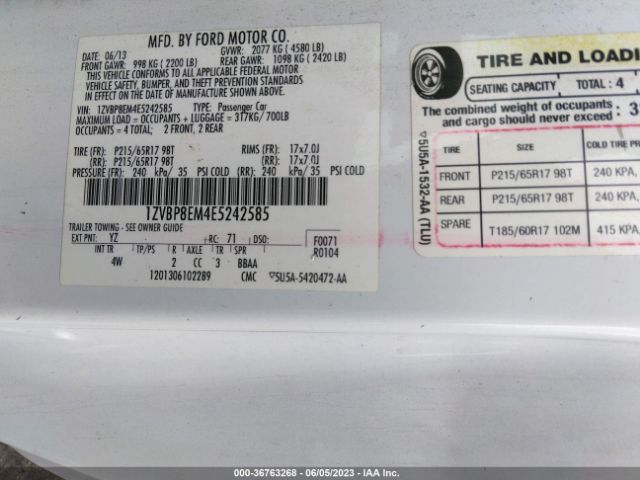 MFD. BY FORD MOTOR CO.
DATE: 06/13 GVWR: 2077 KG ( 4580 LB)
FRONT GAWR: 998 KG ( 2200 LB) REAR GAWR: 1098 KG ( 2420 LB)
THIS VEHICLE CONFORMS TO ALL APPLICABLE FEDERAL MOTOR
VEHICLE SAFETY, BUMPER, AND THEFT PREVENTION STANDARDS
IN EFFECT ON THE DATE OF MANUFACTURE SHOWN ABOVE.
VIN: 1ZVBP8EM4E5242585 TYPE: Passenger Car
MAXIMUM LOAD = OCCUPANTS + LUGGAGE = 317KG/ 700LB
OCCUPANTS = 4 TOTAL; 2 FRONT, 2 REAR
TIRE (FR): P215/65R17 98T RIMS (FR): 17x7.0J
(RR): P215/65R17 98T (RR): 17x7.0J
PRESSURE (FR): 240 kPa/ 35 PSI COLD (RR): 240 kPa/ 35 PSI COLD
1ZVBP8EM4E5242585
TRAILER TOWING - SEE OWNER GUIDE
EXT PNT: YZ RC: 71 DSO: F0071
R0104
INT TR TP/PS R AXLE TR SPR
4W 2 CC 3 BBAA
1201306102289 CMC ▽5U5A-5420472-AA
▽5U5A-1532-AA (TLU)
TIRE AND LOADI
SEATING CAPACITY TOTAL: 4
The combined weight of occupants
and cargo should never exceed : 3
TIRE SIZE COLD TIRE PR
FRONT P215/65R17 98T 240 KPA,
REAR P215/65R17 98T 240 KPA,
SPARE T185/60R17 102M 415 KPA,
000-36763268 - 06/05/2023 - IAA Inc.